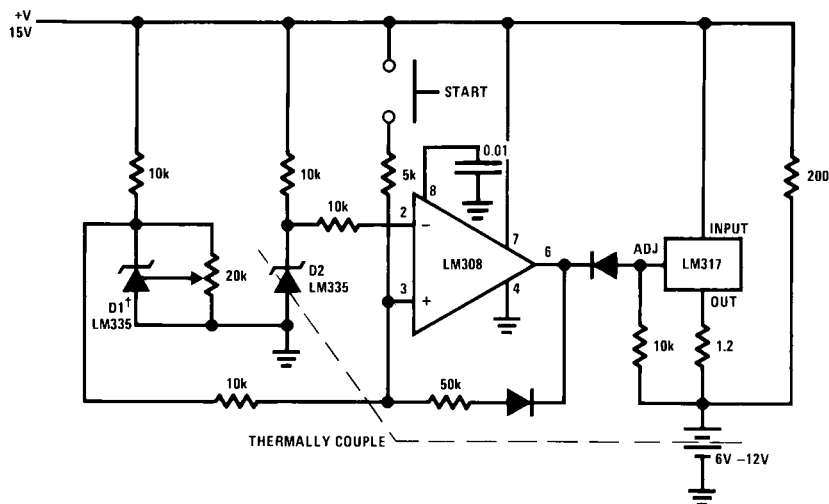 +V
15V
START
10k
10k
5k
0.01
8
200
10k
2
−
7
6
ADJ
INPUT
LM308
LM317
20k
D2
LM335
3
+
4
OUT
D1†
LM335
10k
1.2
10k
50k
THERMALLY COUPLE
6V −12V